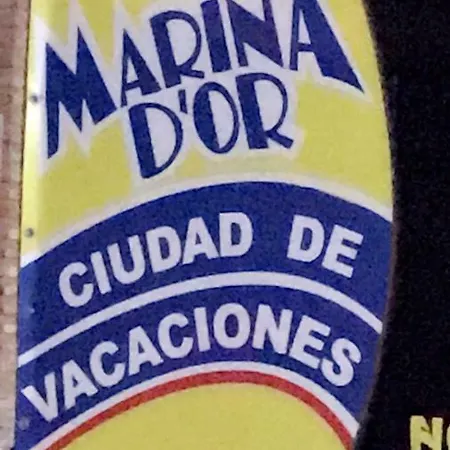 MARINA
D'OR
CIUDAD DE
VACACIONES